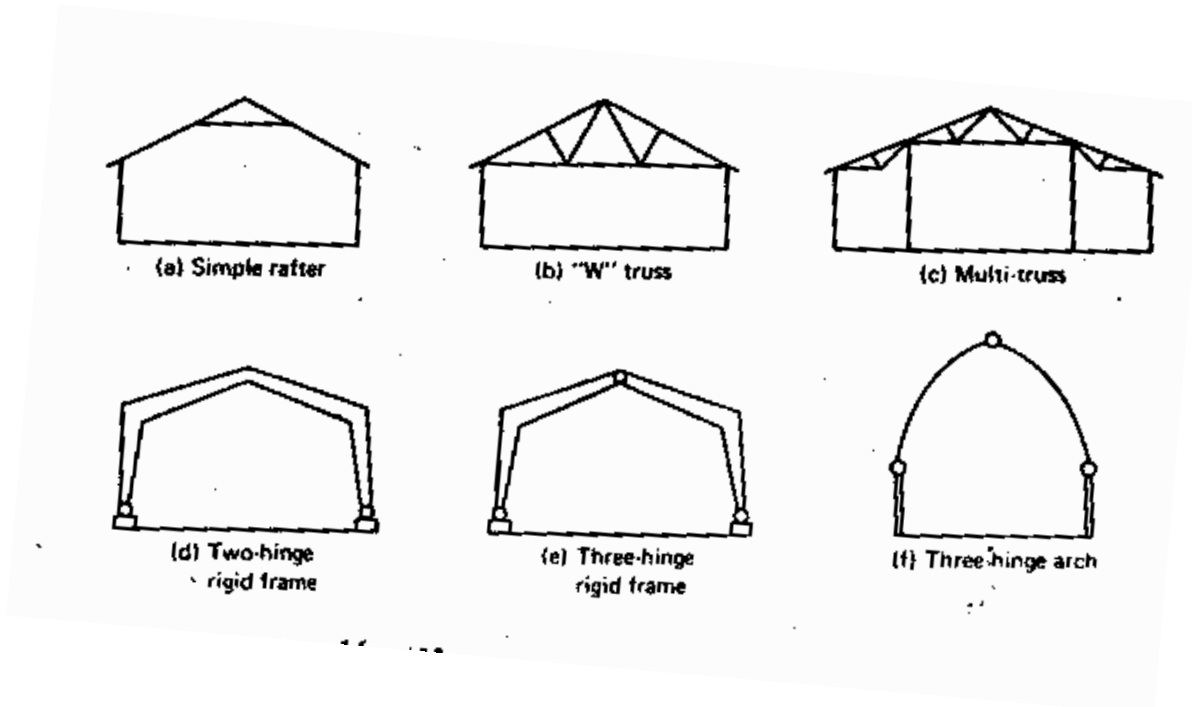 (a) Simple rafter
(b) "W" truss
(c) Multi-truss
(d) Two-hinge
rigid frame
(e) Three-hinge
rigid frame
(f) Three-hinge arch